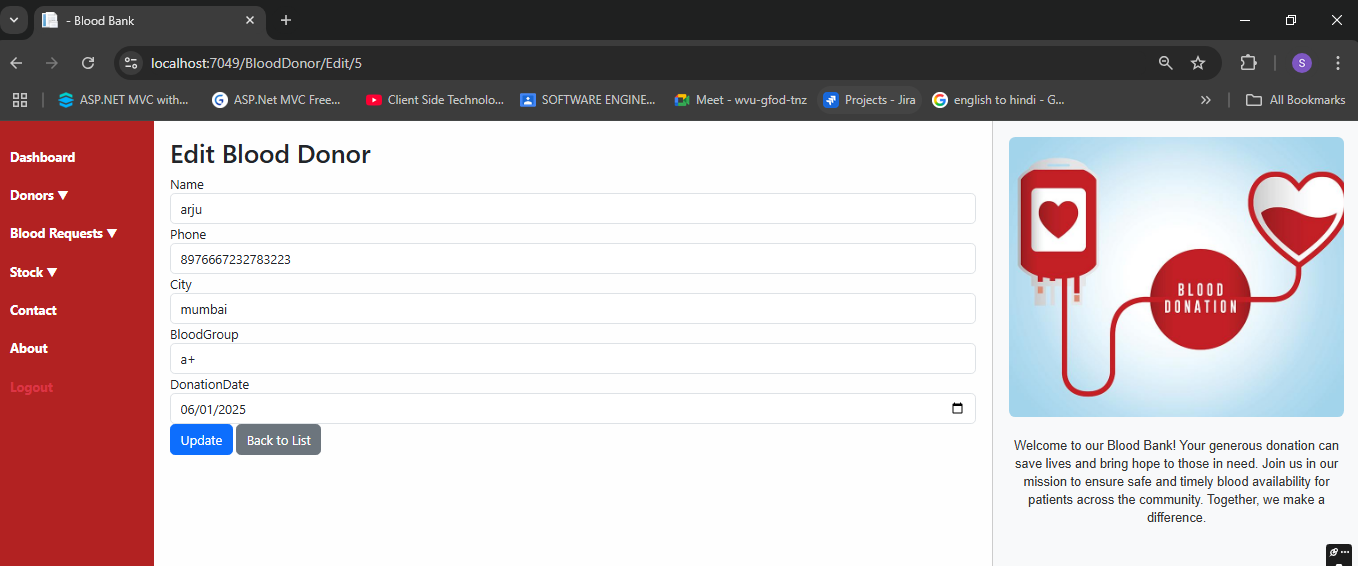 - Blood Bank
localhost:7049/BloodDonor/Edit/5
ASP.NET MVC with...
ASP.Net MVC Free...
Client Side Technolo...
SOFTWARE ENGINE...
Meet - wvu-gfod-tnz
Projects - Jira
english to hindi - G...
All Bookmarks
S
Dashboard
Donors ▼
Blood Requests ▼
Stock ▼
Contact
About
Logout
Edit Blood Donor
Name
arju
Phone
8976667232783223
City
mumbai
BloodGroup
a+
DonationDate
06/01/2025
Update
Back to List
BLOOD
DONATION
Welcome to our Blood Bank! Your generous donation can
save lives and bring hope to those in need. Join us in our
mission to ensure safe and timely blood availability for
patients across the community. Together, we make a
difference.